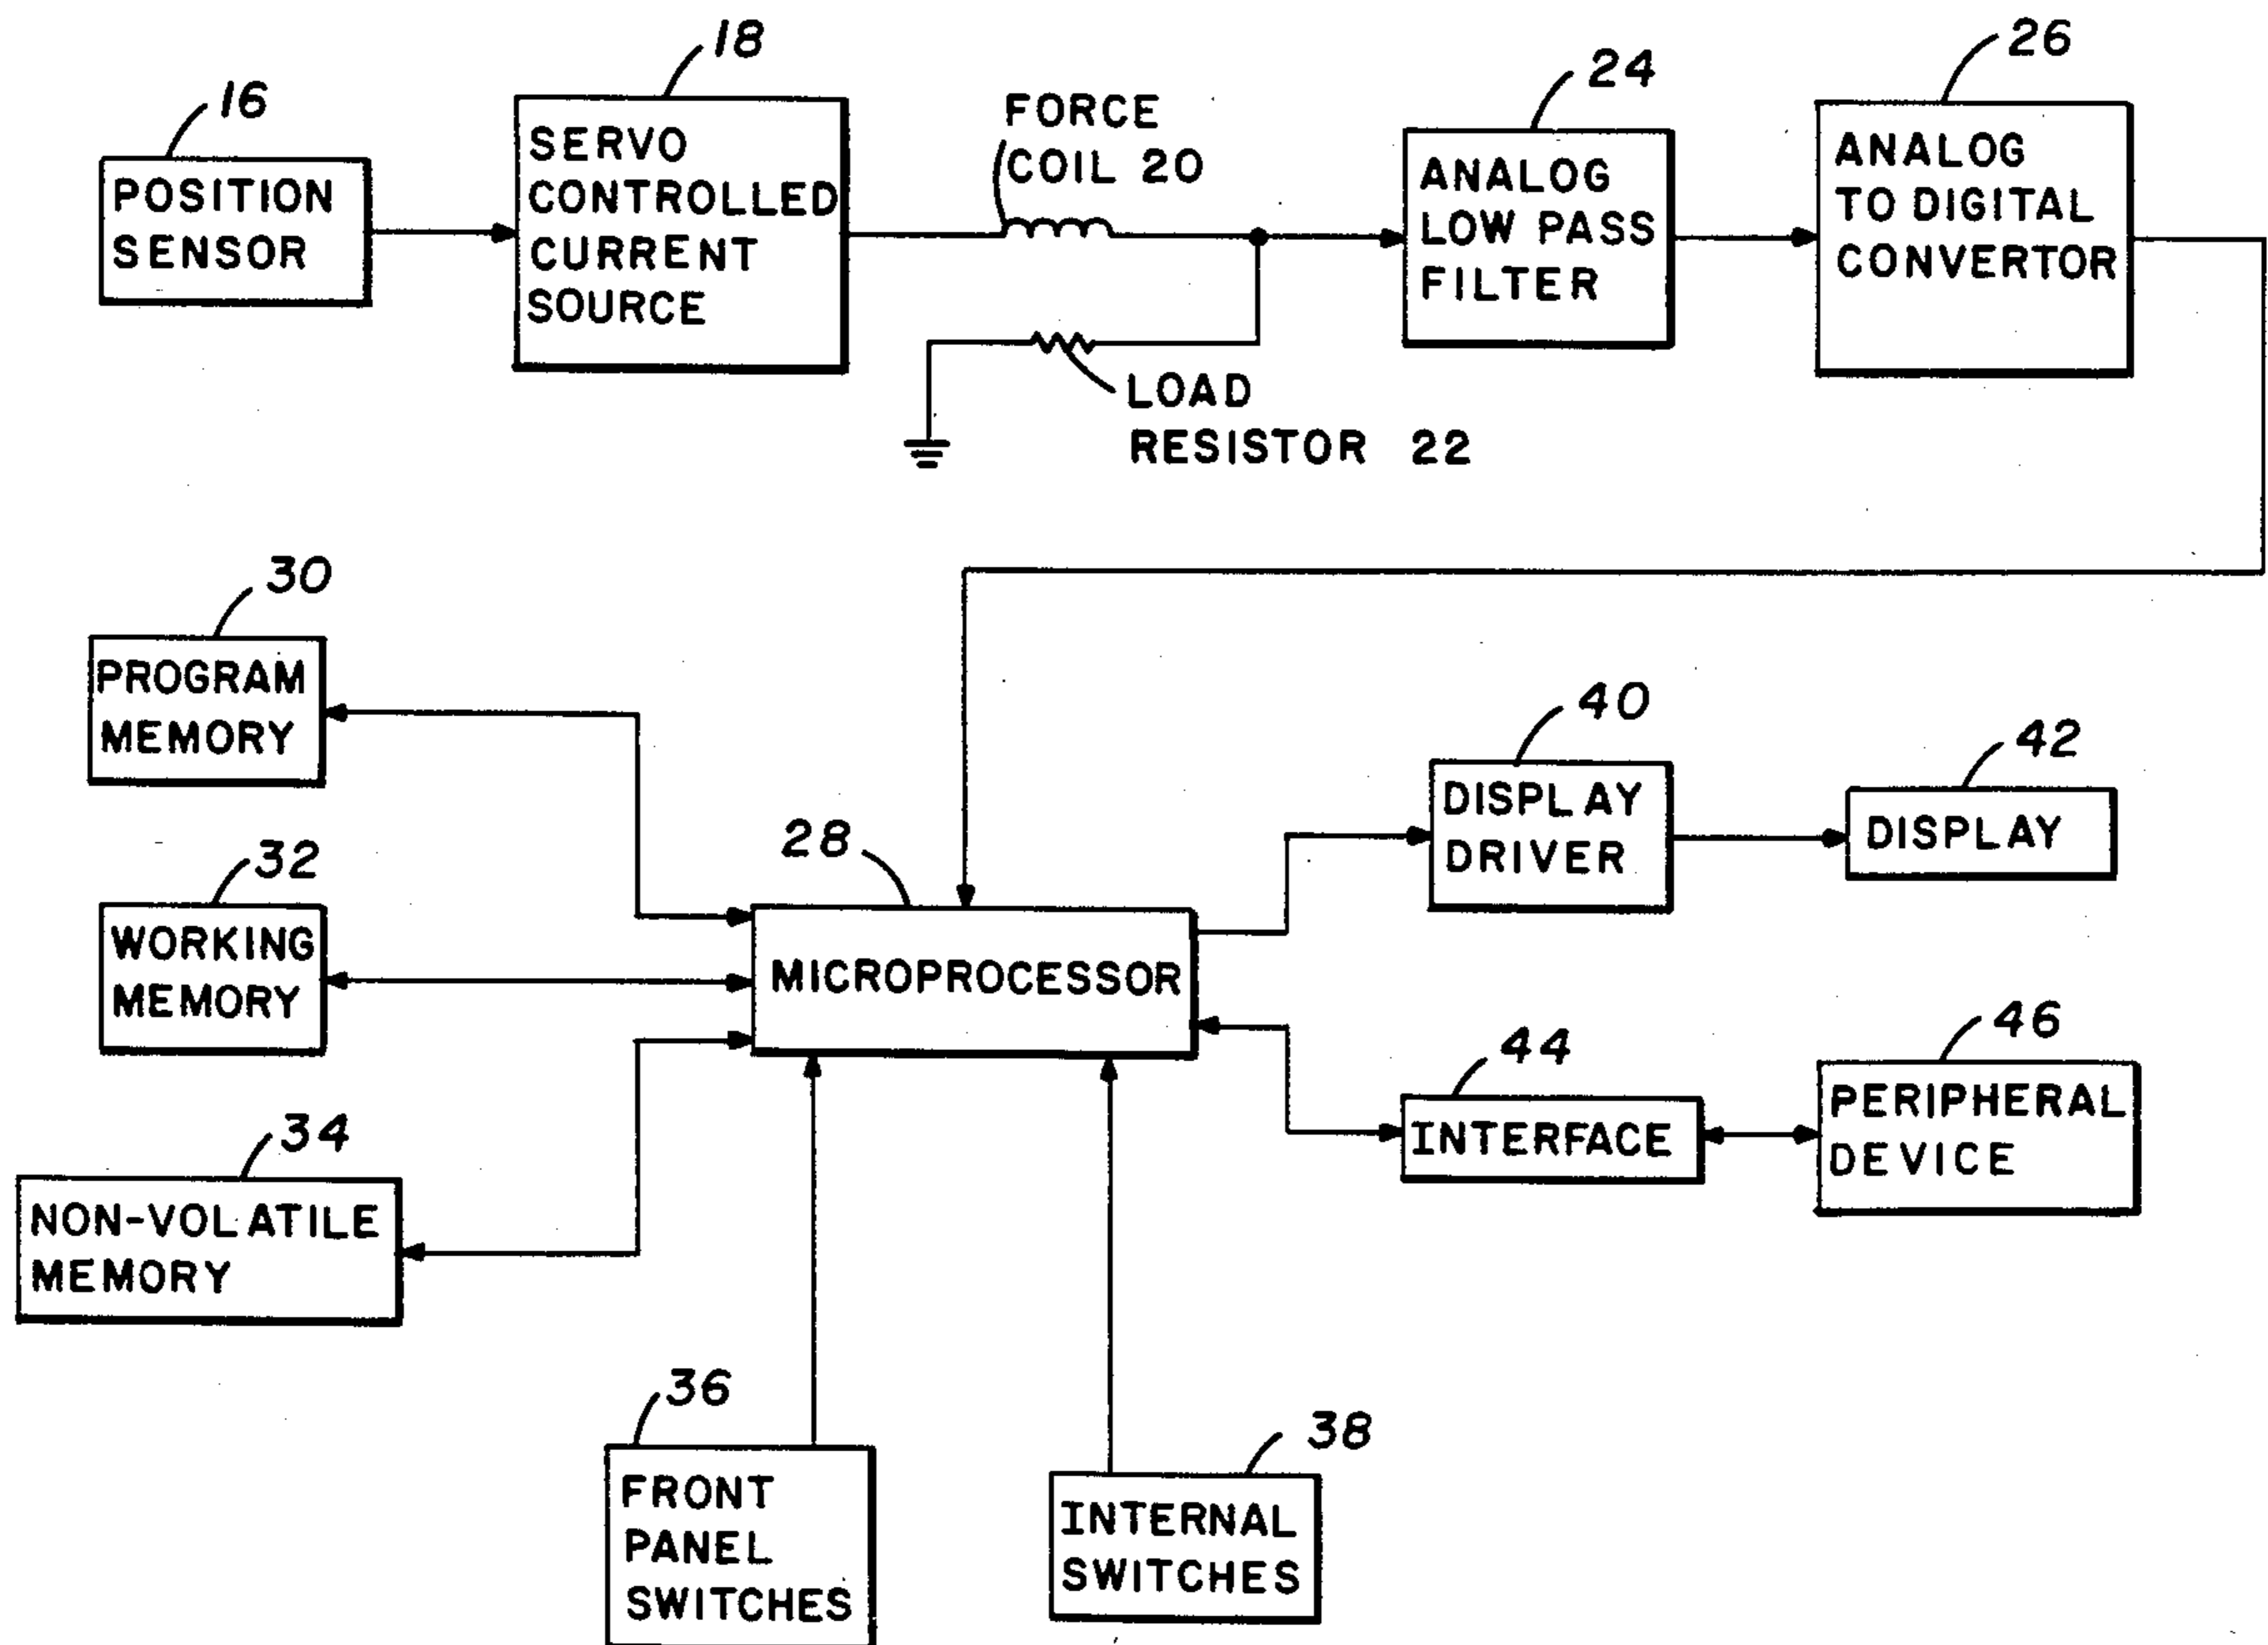 16
POSITION
SENSOR
18
SERVO
CONTROLLED
CURRENT
SOURCE
FORCE
COIL 20
LOAD
RESISTOR 22
24
ANALOG
LOW PASS
FILTER
26
ANALOG
TO DIGITAL
CONVERTOR
30
PROGRAM
MEMORY
32
WORKING
MEMORY
34
NON-VOLATILE
MEMORY
28
MICROPROCESSOR
40
DISPLAY
DRIVER
42
DISPLAY
44
INTERFACE
46
PERIPHERAL
DEVICE
36
FRONT
PANEL
SWITCHES
38
INTERNAL
SWITCHES